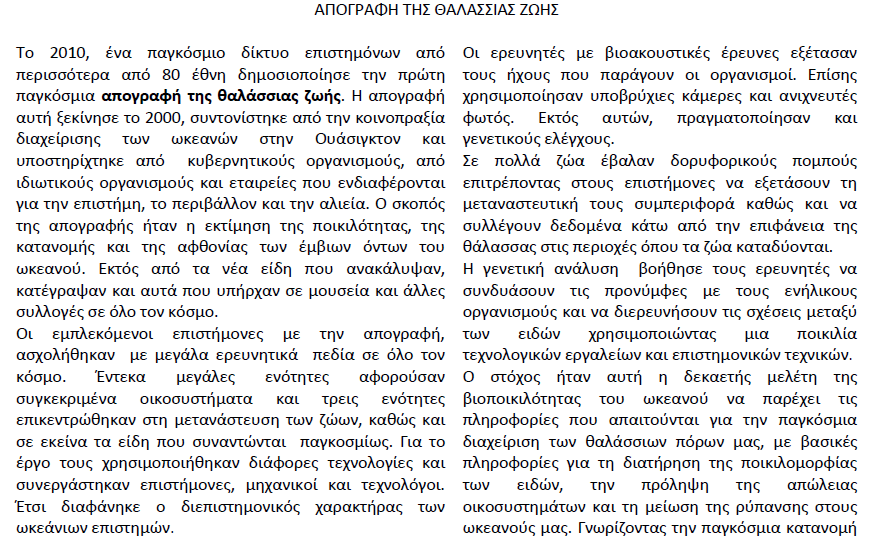 ΑΠΟΓΡΑΦΗ ΤΗΣ ΘΑΛΑΣΣΙΑΣ ΖΩΗΣ
Το 2010, ένα παγκόσμιο δίκτυο επιστημόνων από
περισσότερα από 80 έθνη δημοσιοποίησε την πρώτη
παγκόσμια απογραφή της θαλάσσιας ζωής. Η απογραφή
αυτή ξεκίνησε το 2000, συντονίστηκε από την κοινοπραξία
διαχείρισης των ωκεανών στην Ουάσιγκτον και
υποστηρίχτηκε από κυβερνητικούς οργανισμούς, από
ιδιωτικούς οργανισμούς και εταιρείες που ενδιαφέρονται
για την επιστήμη, το περιβάλλον και την αλιεία. Ο σκοπός
της απογραφής ήταν η εκτίμηση της ποικιλότητας, της
κατανομής και της αφθονίας των έμβιων όντων του
ωκεανού. Εκτός από τα νέα είδη που ανακάλυψαν,
κατέγραψαν και αυτά που υπήρχαν σε μουσεία και άλλες
συλλογές σε όλο τον κόσμο.
Οι εμπλεκόμενοι επιστήμονες με την απογραφή,
ασχολήθηκαν με μεγάλα ερευνητικά πεδία σε όλο τον
κόσμο. Έντεκα μεγάλες ενότητες αφορούσαν
συγκεκριμένα οικοσυστήματα και τρεις ενότητες
επικεντρώθηκαν στη μετανάστευση των ζώων, καθώς και
σε εκείνα τα είδη που συναντώνται παγκοσμίως. Για το
έργο τους χρησιμοποιήθηκαν διάφορες τεχνολογίες και
συνεργάστηκαν επιστήμονες, μηχανικοί και τεχνολόγοι.
Έτσι διαφάνηκε ο διεπιστημονικός χαρακτήρας των
ωκεάνιων επιστημών.
Οι ερευνητές με βιοακουστικές έρευνες εξέτασαν
τους ήχους που παράγουν οι οργανισμοί. Επίσης
χρησιμοποίησαν υποβρύχιες κάμερες και ανιχνευτές
φωτός. Εκτός αυτών, πραγματοποίησαν και
γενετικούς ελέγχους.
Σε πολλά ζώα έβαλαν δορυφορικούς πομπούς
επιτρέποντας στους επιστήμονες να εξετάσουν τη
μεταναστευτική τους συμπεριφορά καθώς και να
συλλέγουν δεδομένα κάτω από την επιφάνεια της
θάλασσας στις περιοχές όπου τα ζώα καταδύονται.
Η γενετική ανάλυση βοήθησε τους ερευνητές να
συνδυάσουν τις προνύμφες με τους ενήλικους
οργανισμούς και να διερευνήσουν τις σχέσεις μεταξύ
των ειδών χρησιμοποιώντας μια ποικιλία
τεχνολογικών εργαλείων και επιστημονικών τεχνικών.
Ο στόχος ήταν αυτή η δεκαετής μελέτη της
βιοποικιλότητας του ωκεανού να παρέχει τις
πληροφορίες που απαιτούνται για την παγκόσμια
διαχείριση των θαλάσσιων πόρων μας, με βασικές
πληροφορίες για τη διατήρηση της ποικιλομορφίας
των ειδών, την πρόληψη της απώλειας
οικοσυστημάτων και τη μείωση της ρύπανσης στους
ωκεανούς μας. Γνωρίζοντας την παγκόσμια κατανομή